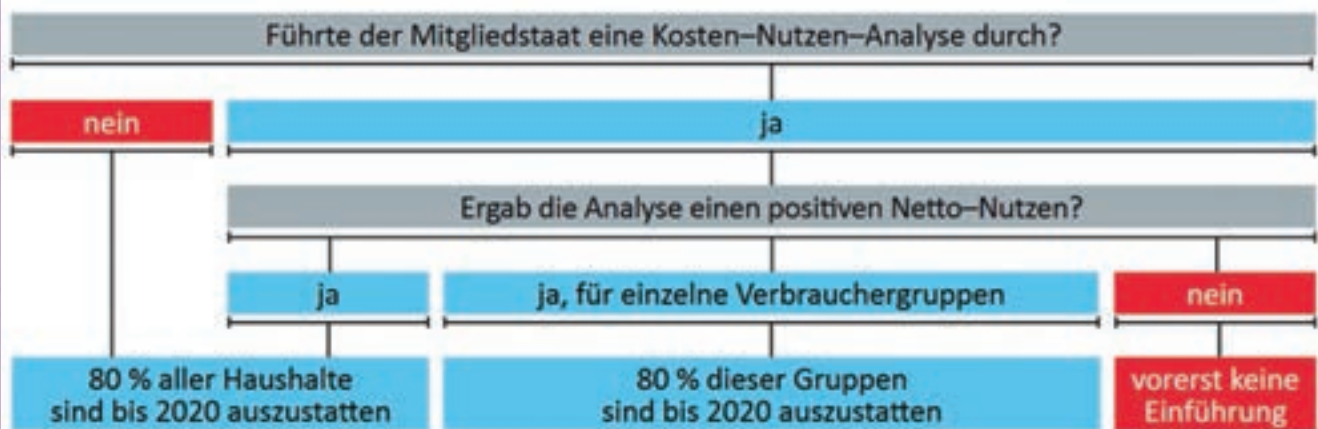 Führte der Mitgliedstaat eine Kosten–Nutzen–Analyse durch?
nein
ja
Ergab die Analyse einen positiven Netto–Nutzen?
ja
ja, für einzelne Verbrauchergruppen
nein
80 % aller Haushalte
sind bis 2020 auszustatten
80 % dieser Gruppen
sind bis 2020 auszustatten
vorerst keine
Einführung